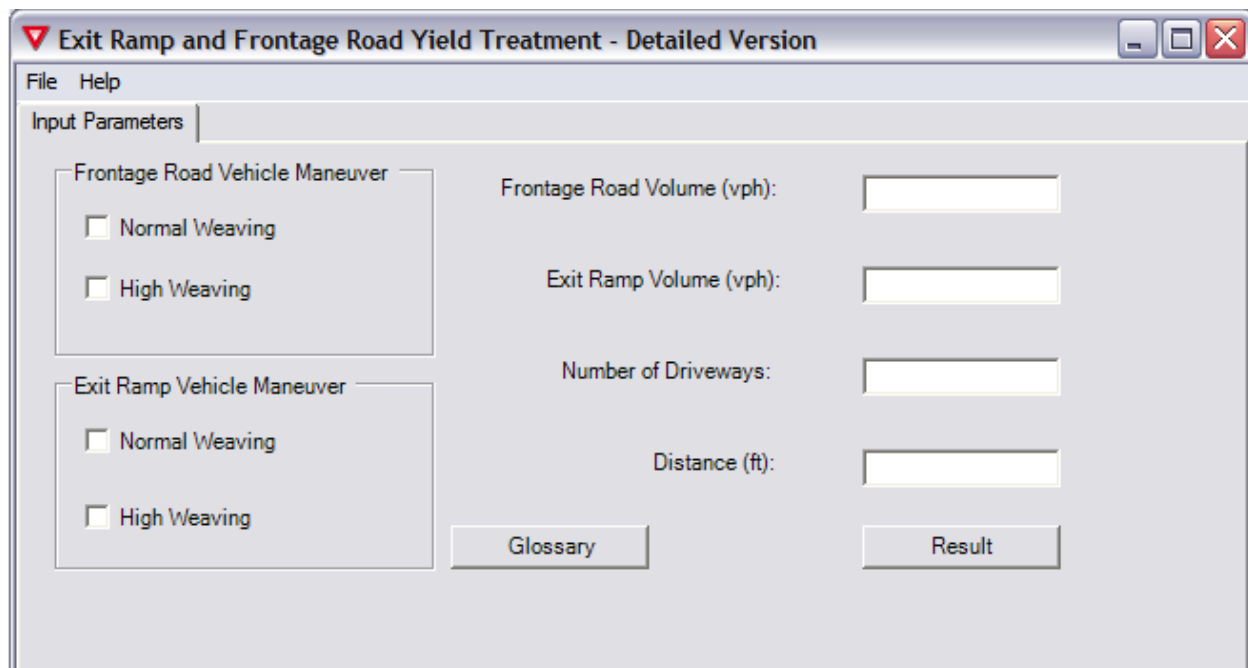 Exit Ramp and Frontage Road Yield Treatment - Detailed Version
File Help
Input Parameters
Frontage Road Vehicle Maneuver
Normal Weaving
High Weaving
Exit Ramp Vehicle Maneuver
Normal Weaving
High Weaving
Frontage Road Volume (vph):
Exit Ramp Volume (vph):
Number of Driveways:
Distance (ft):
Glossary
Result